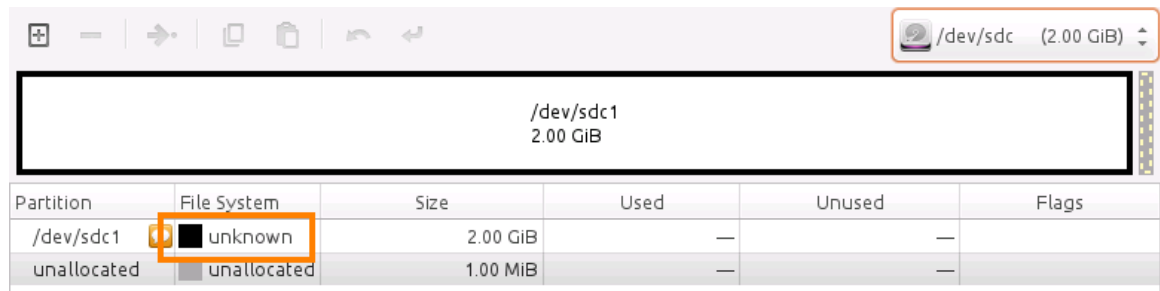 /dev/sdc (2.00 GiB)
/dev/sdc1
2.00 GiB
Partition File System Size Used Unused Flags
/dev/sdc1 unknown 2.00 GiB — —
unallocated unallocated 1.00 MiB — —